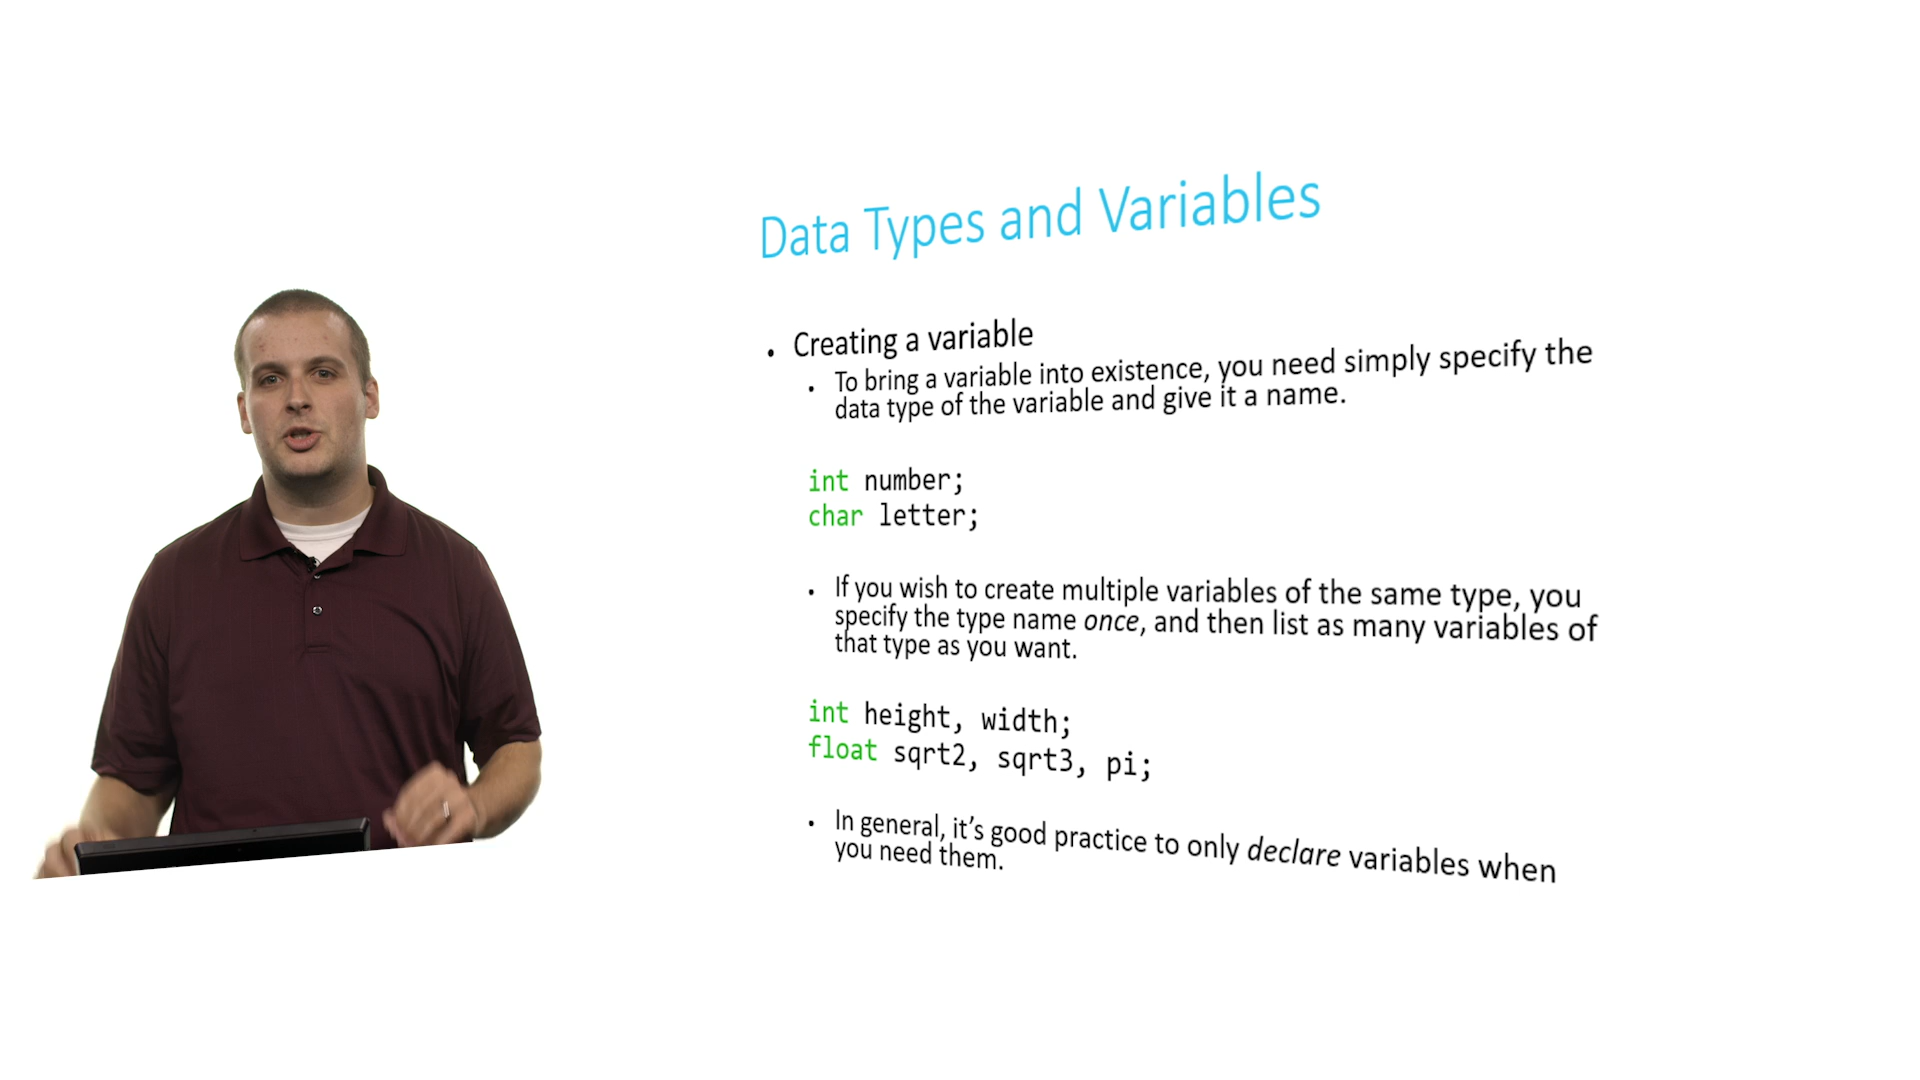 Data Types and Variables
• Creating a variable
• To bring a variable into existence, you need simply specify the
data type of the variable and give it a name.
int number;
char letter;
• If you wish to create multiple variables of the same type, you
specify the type name once, and then list as many variables of
that type as you want.
int height, width;
float sqrt2, sqrt3, pi;
• In general, it’s good practice to only declare variables when
you need them.